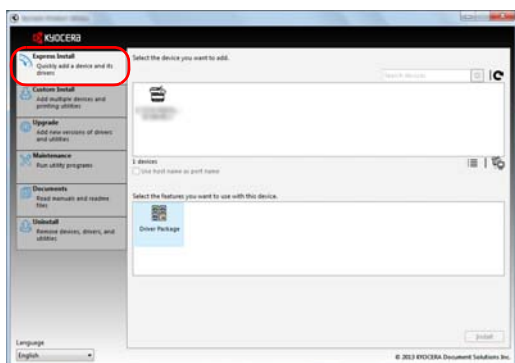 KYOCERA
Express Install
Quickly add a device and its
drivers
Custom Install
Add multiple devices and
printing utilities
Upgrade
Add new versions of drivers
and utilities
Maintenance
Run utility programs
Documents
Read manuals and readme
files
Uninstall
Remove devices, drivers, and
utilities
Language
English
Select the device you want to add.
Search devices
1 devices
Use host name as port name
Select the features you want to use with this device.
Driver Package
Install
© 2013 KYOCERA Document Solutions Inc.